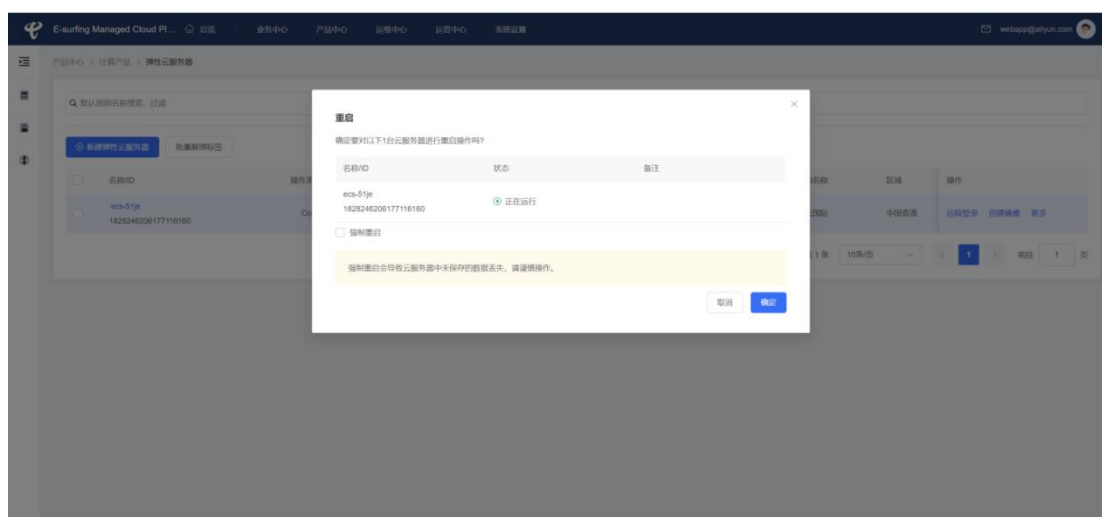 E-surfing Managed Cloud Pl... 总览 业务中心 产品中心 运维中心 运营中心 系统设置 webapp@aliyun.com
产品中心 > 计算产品 > 弹性云服务器
默认按照名称搜索、过滤
重启
确定要对以下1台云服务器进行重启操作吗?
新建弹性云服务器 批量解绑标签
名称/ID 状态 备注
名称/ID 区域 操作
ecs-51je
1828246206177116160 正在运行
ecs-51je
1828246206177116160 远程登录 创建镜像 更多
强制重启
强制重启会导致云服务器中未保存的数据丢失，请谨慎操作。
1 条 10条/页 1 前往 1 页
取消 确定